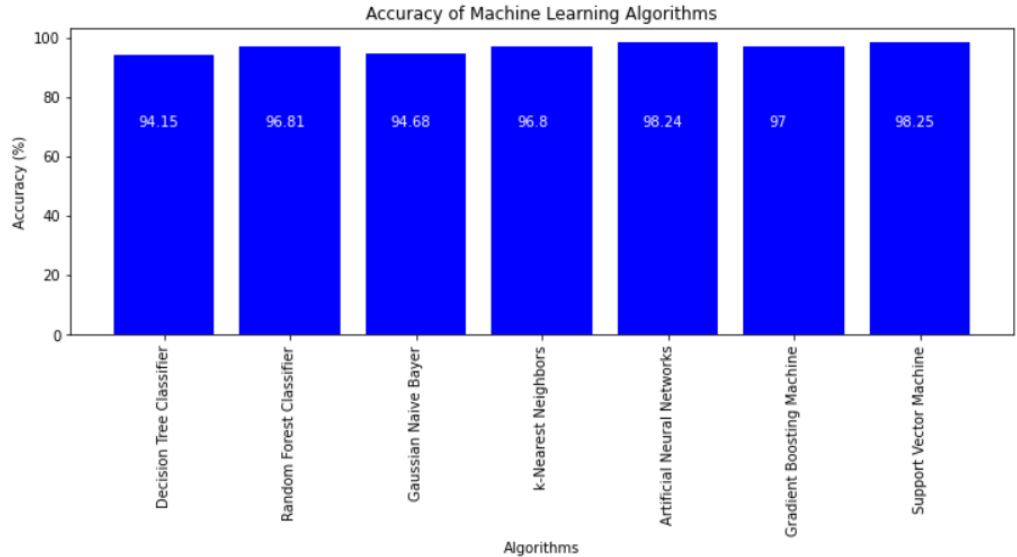 Accuracy of Machine Learning Algorithms
Accuracy (%)
100
80
60
40
20
0
94.15
96.81
94.68
96.8
98.24
97
98.25
Decision Tree Classifier
Random Forest Classifier
Gaussian Naive Bayer
k-Nearest Neighbors
Artificial Neural Networks
Gradient Boosting Machine
Support Vector Machine
Algorithms